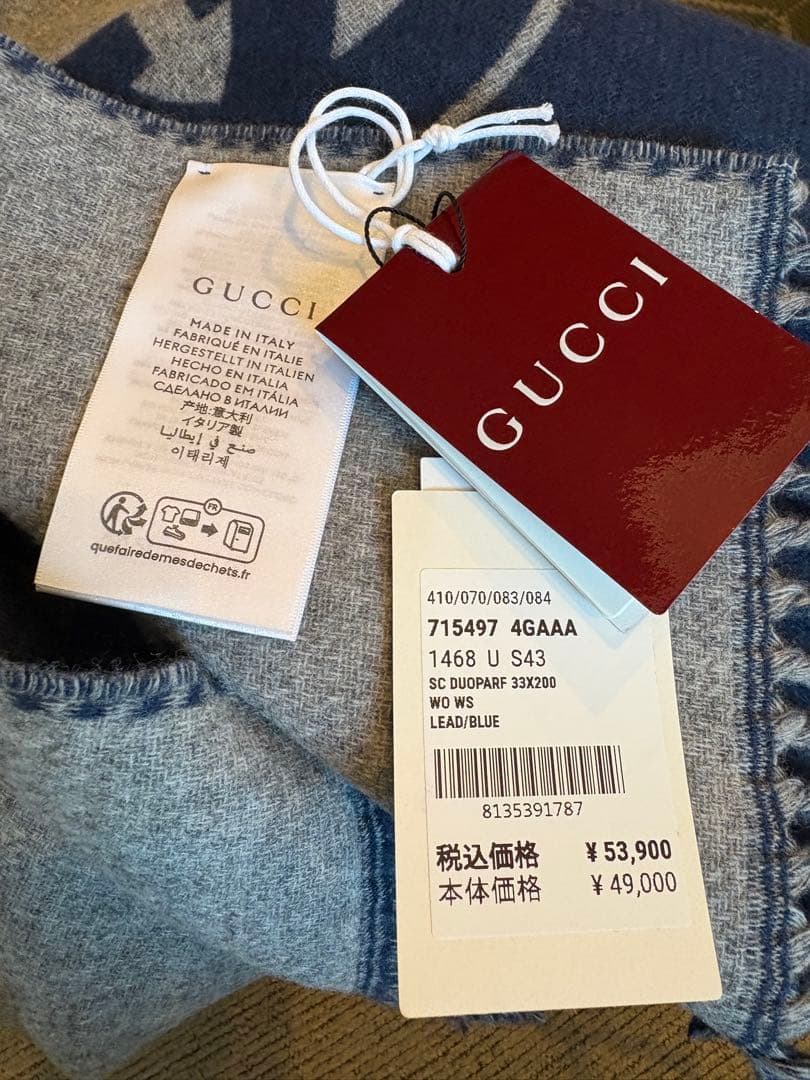 GUCCI
MADE IN ITALY
FABRIQUÉ EN ITALIE
HERGESTELLT IN ITALIEN
HECHO EN ITALIA
FABRICADO EM ITÁLIA
СДЕЛАНО В ИТАЛИИ
产地:意大利
イタリア製
صنع في إيطاليا
이태리제
FR
quefairedemesdechets.fr
GUCCI
410/070/083/084
715497 4GAAA
1468 U S43
SC DUOPARF 33X200
WO WS
LEAD/BLUE
8135391787
税込価格 ¥53,900
本体価格 ¥49,000